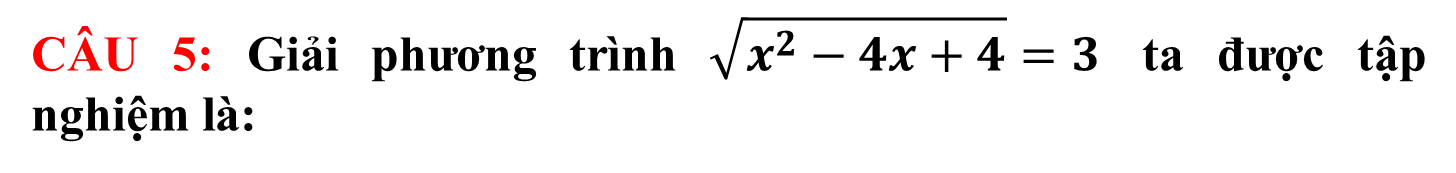 CÂU 5: Giải phương trình √(x² − 4x + 4) = 3 ta được tập
nghiệm là: